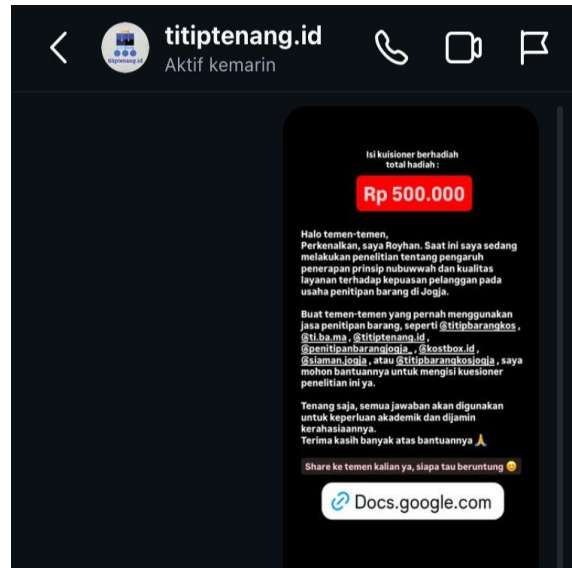 titiptenang.id
Aktif kemarin
titiptenang.id
Isi kuisioner berhadiah
total hadiah :
Rp 500.000
Halo temen-temen,
Perkenalkan, saya Royhan. Saat ini saya sedang
melakukan penelitian tentang pengaruh
penerapan prinsip nubuwwah dan kualitas
layanan terhadap kepuasan pelanggan pada
usaha penitipan barang di Jogja.
Buat temen-temen yang pernah menggunakan
jasa penitipan barang, seperti @titipbarangkos ,
@ti.ba.ma , @titiptenang.id ,
@penitipanbarangjogja_ , @kostbox.id ,
@siaman.jogja , atau @titipbarangkosjogja , saya
mohon bantuannya untuk mengisi kuesioner
penelitian ini ya.
Tenang saja, semua jawaban akan digunakan
untuk keperluan akademik dan dijamin
kerahasiaannya.
Terima kasih banyak atas bantuannya 🙏
Share ke temen kalian ya, siapa tau beruntung 😊
Docs.google.com